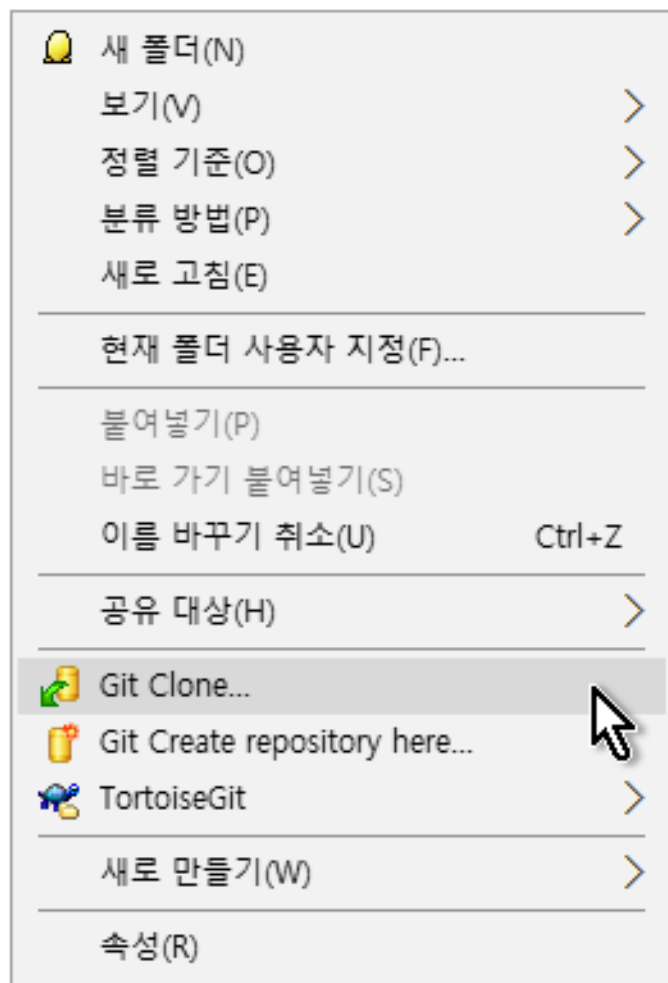 새 폴더(N)
보기(V)
정렬 기준(O)
분류 방법(P)
새로 고침(E)
현재 폴더 사용자 지정(F)...
붙여넣기(P)
바로 가기 붙여넣기(S)
이름 바꾸기 취소(U) Ctrl+Z
공유 대상(H)
Git Clone...
Git Create repository here...
TortoiseGit
새로 만들기(W)
속성(R)